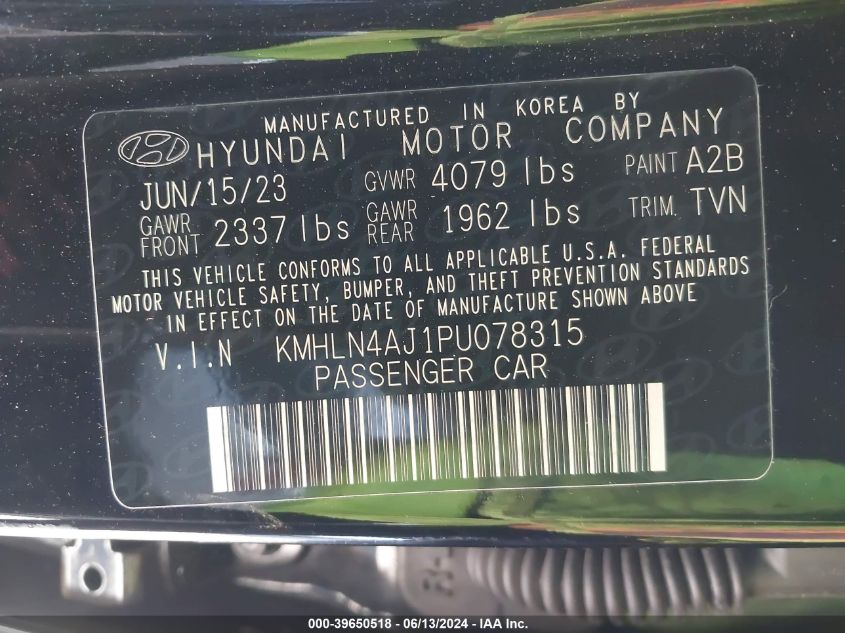 MANUFACTURED IN KOREA BY
HYUNDAI MOTOR COMPANY
JUN/15/23 GVWR 4079 lbs PAINT A2B
GAWR FRONT 2337 lbs GAWR REAR 1962 lbs TRIM. TVN
THIS VEHICLE CONFORMS TO ALL APPLICABLE U.S.A. FEDERAL
MOTOR VEHICLE SAFETY, BUMPER, AND THEFT PREVENTION STANDARDS
IN EFFECT ON THE DATE OF MANUFACTURE SHOWN ABOVE
V.I.N KMHLN4AJ1PU078315
PASSENGER CAR
000-39650518 - 06/13/2024 - IAA Inc.